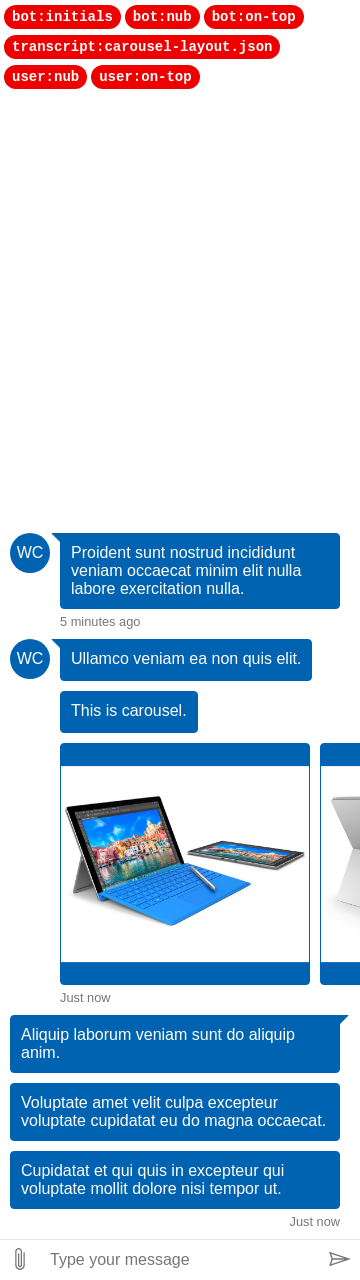 bot:initials bot:nub bot:on-top
transcript:carousel-layout.json
user:nub user:on-top
WC
Proident sunt nostrud incididunt
veniam occaecat minim elit nulla
labore exercitation nulla.
5 minutes ago
WC
Ullamco veniam ea non quis elit.
This is carousel.
Just now
Aliquip laborum veniam sunt do aliquip
anim.
Voluptate amet velit culpa excepteur
voluptate cupidatat eu do magna occaecat.
Cupidatat et qui quis in excepteur qui
voluptate mollit dolore nisi tempor ut.
Just now
Type your message